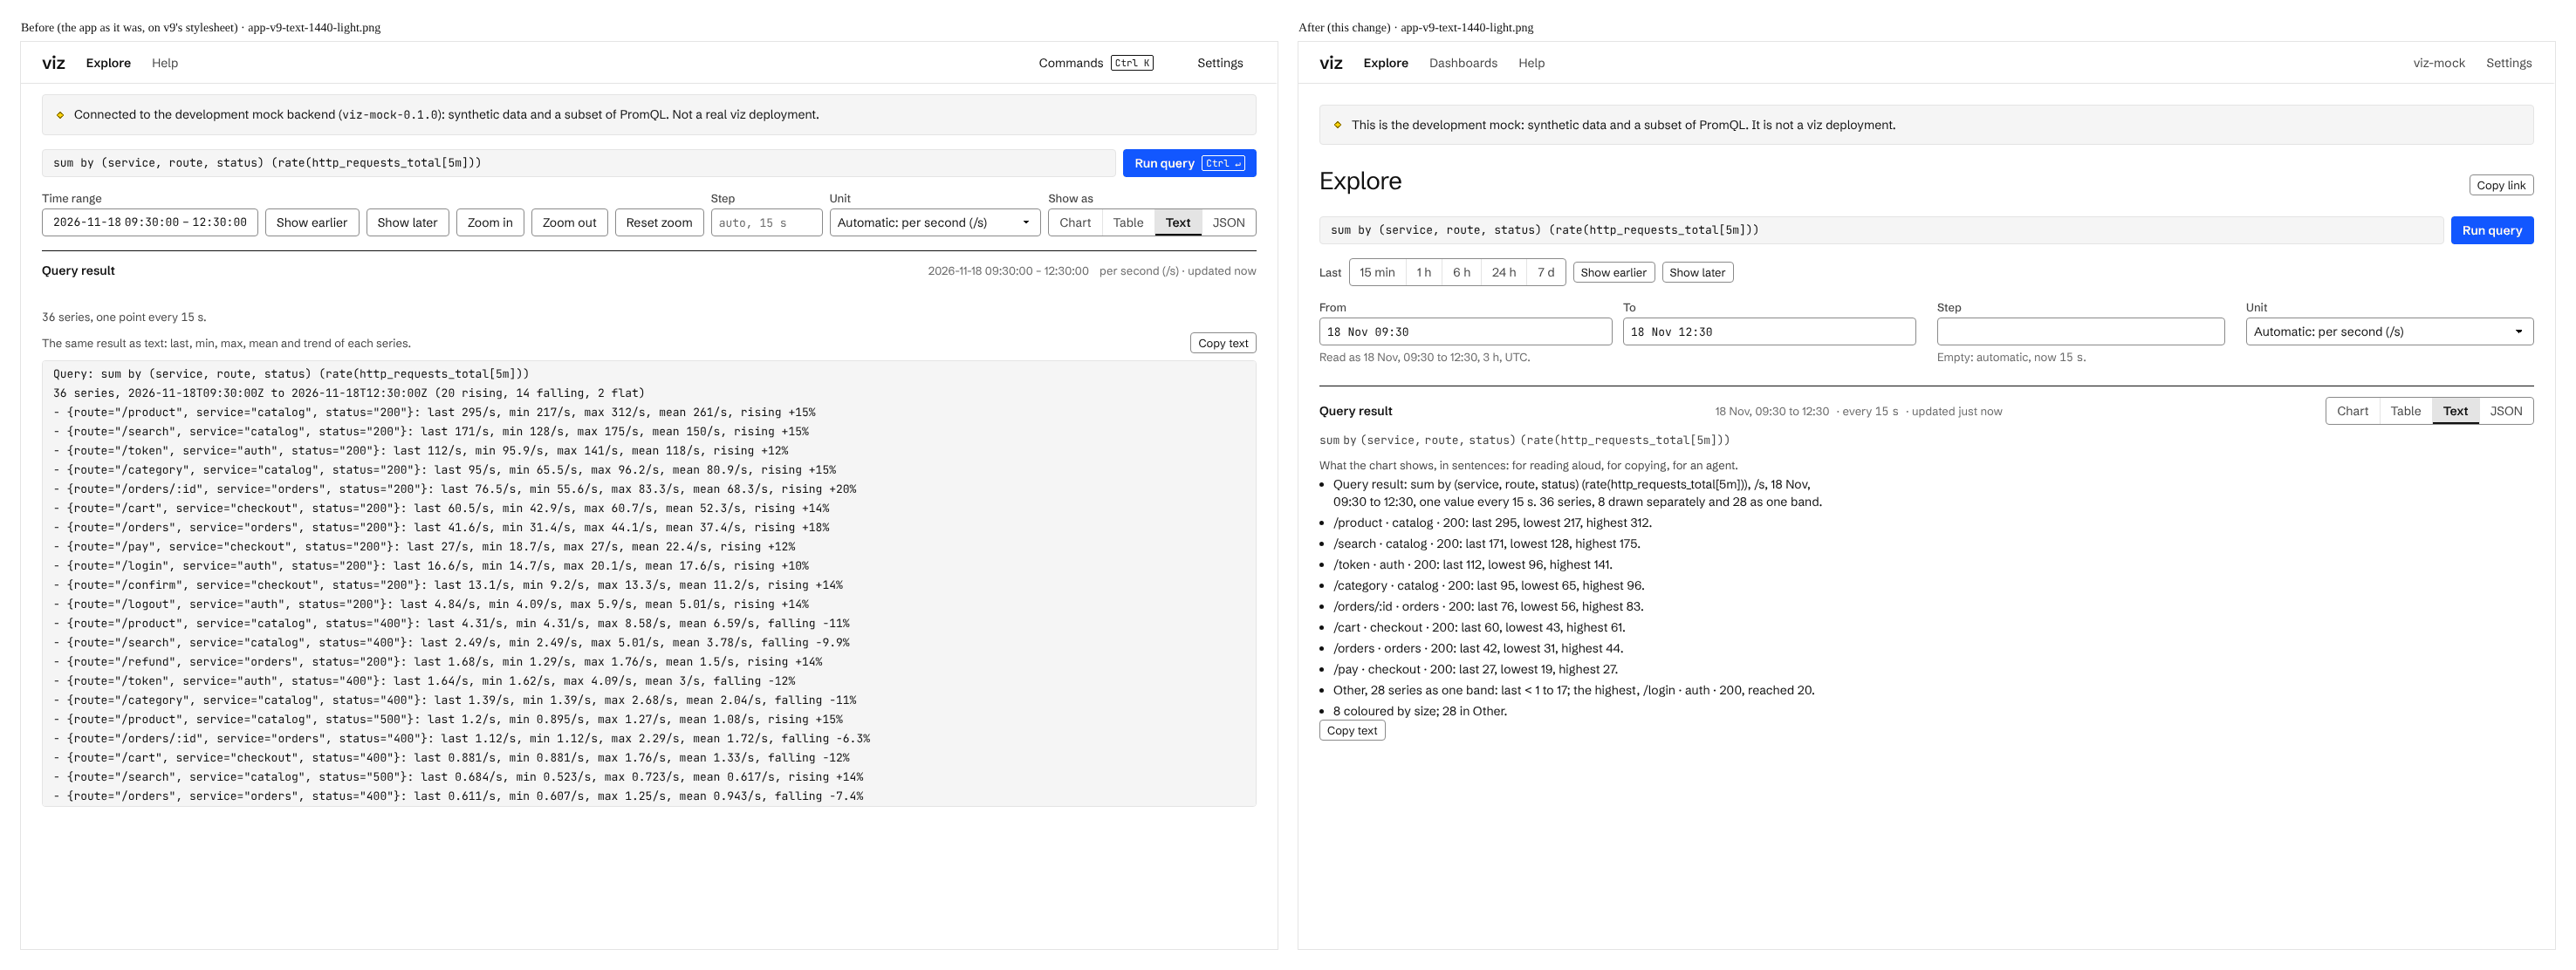 Before (the app as it was, on v9's stylesheet) · app-v9-text-1440-light.png
viz Explore Help Commands Ctrl K Settings
Connected to the development mock backend (viz-mock-0.1.0): synthetic data and a subset of PromQL. Not a real viz deployment.
sum by (service, route, status) (rate(http_requests_total[5m])) Run query Ctrl ↵
Time range Step Unit Show as
2026-11-18 09:30:00 – 12:30:00 Show earlier Show later Zoom in Zoom out Reset zoom auto, 15 s Automatic: per second (/s) Chart Table Text JSON
Query result 2026-11-18 09:30:00 – 12:30:00 per second (/s) · updated now
36 series, one point every 15 s.
The same result as text: last, min, max, mean and trend of each series. Copy text
Query: sum by (service, route, status) (rate(http_requests_total[5m]))
36 series, 2026-11-18T09:30:00Z to 2026-11-18T12:30:00Z (20 rising, 14 falling, 2 flat)
- {route="/product", service="catalog", status="200"}: last 295/s, min 217/s, max 312/s, mean 261/s, rising +15%
- {route="/search", service="catalog", status="200"}: last 171/s, min 128/s, max 175/s, mean 150/s, rising +15%
- {route="/token", service="auth", status="200"}: last 112/s, min 95.9/s, max 141/s, mean 118/s, rising +12%
- {route="/category", service="catalog", status="200"}: last 95/s, min 65.5/s, max 96.2/s, mean 80.9/s, rising +15%
- {route="/orders/:id", service="orders", status="200"}: last 76.5/s, min 55.6/s, max 83.3/s, mean 68.3/s, rising +20%
- {route="/cart", service="checkout", status="200"}: last 60.5/s, min 42.9/s, max 60.7/s, mean 52.3/s, rising +14%
- {route="/orders", service="orders", status="200"}: last 41.6/s, min 31.4/s, max 44.1/s, mean 37.4/s, rising +18%
- {route="/pay", service="checkout", status="200"}: last 27/s, min 18.7/s, max 27/s, mean 22.4/s, rising +12%
- {route="/login", service="auth", status="200"}: last 16.6/s, min 14.7/s, max 20.1/s, mean 17.6/s, rising +10%
- {route="/confirm", service="checkout", status="200"}: last 13.1/s, min 9.2/s, max 13.3/s, mean 11.2/s, rising +14%
- {route="/logout", service="auth", status="200"}: last 4.84/s, min 4.09/s, max 5.9/s, mean 5.01/s, rising +14%
- {route="/product", service="catalog", status="400"}: last 4.31/s, min 4.31/s, max 8.58/s, mean 6.59/s, falling -11%
- {route="/search", service="catalog", status="400"}: last 2.49/s, min 2.49/s, max 5.01/s, mean 3.78/s, falling -9.9%
- {route="/refund", service="orders", status="200"}: last 1.68/s, min 1.29/s, max 1.76/s, mean 1.5/s, rising +14%
- {route="/token", service="auth", status="400"}: last 1.64/s, min 1.62/s, max 4.09/s, mean 3/s, falling -12%
- {route="/category", service="catalog", status="400"}: last 1.39/s, min 1.39/s, max 2.68/s, mean 2.04/s, falling -11%
- {route="/product", service="catalog", status="500"}: last 1.2/s, min 0.895/s, max 1.27/s, mean 1.08/s, rising +15%
- {route="/orders/:id", service="orders", status="400"}: last 1.12/s, min 1.12/s, max 2.29/s, mean 1.72/s, falling -6.3%
- {route="/cart", service="checkout", status="400"}: last 0.881/s, min 0.881/s, max 1.76/s, mean 1.33/s, falling -12%
- {route="/search", service="catalog", status="500"}: last 0.684/s, min 0.523/s, max 0.723/s, mean 0.617/s, rising +14%
- {route="/orders", service="orders", status="400"}: last 0.611/s, min 0.607/s, max 1.25/s, mean 0.943/s, falling -7.4%
After (this change) · app-v9-text-1440-light.png
viz Explore Dashboards Help viz-mock Settings
This is the development mock: synthetic data and a subset of PromQL. It is not a viz deployment.
Explore Copy link
sum by (service, route, status) (rate(http_requests_total[5m])) Run query
Last 15 min 1 h 6 h 24 h 7 d Show earlier Show later
From To Step Unit
18 Nov 09:30 18 Nov 12:30 Automatic: per second (/s)
Read as 18 Nov, 09:30 to 12:30, 3 h, UTC. Empty: automatic, now 15 s.
Query result 18 Nov, 09:30 to 12:30 · every 15 s · updated just now Chart Table Text JSON
sum by (service, route, status) (rate(http_requests_total[5m]))
What the chart shows, in sentences: for reading aloud, for copying, for an agent.
• Query result: sum by (service, route, status) (rate(http_requests_total[5m])), /s, 18 Nov,
09:30 to 12:30, one value every 15 s. 36 series, 8 drawn separately and 28 as one band.
• /product · catalog · 200: last 295, lowest 217, highest 312.
• /search · catalog · 200: last 171, lowest 128, highest 175.
• /token · auth · 200: last 112, lowest 96, highest 141.
• /category · catalog · 200: last 95, lowest 65, highest 96.
• /orders/:id · orders · 200: last 76, lowest 56, highest 83.
• /cart · checkout · 200: last 60, lowest 43, highest 61.
• /orders · orders · 200: last 42, lowest 31, highest 44.
• /pay · checkout · 200: last 27, lowest 19, highest 27.
• Other, 28 series as one band: last < 1 to 17; the highest, /login · auth · 200, reached 20.
• 8 coloured by size; 28 in Other.
Copy text